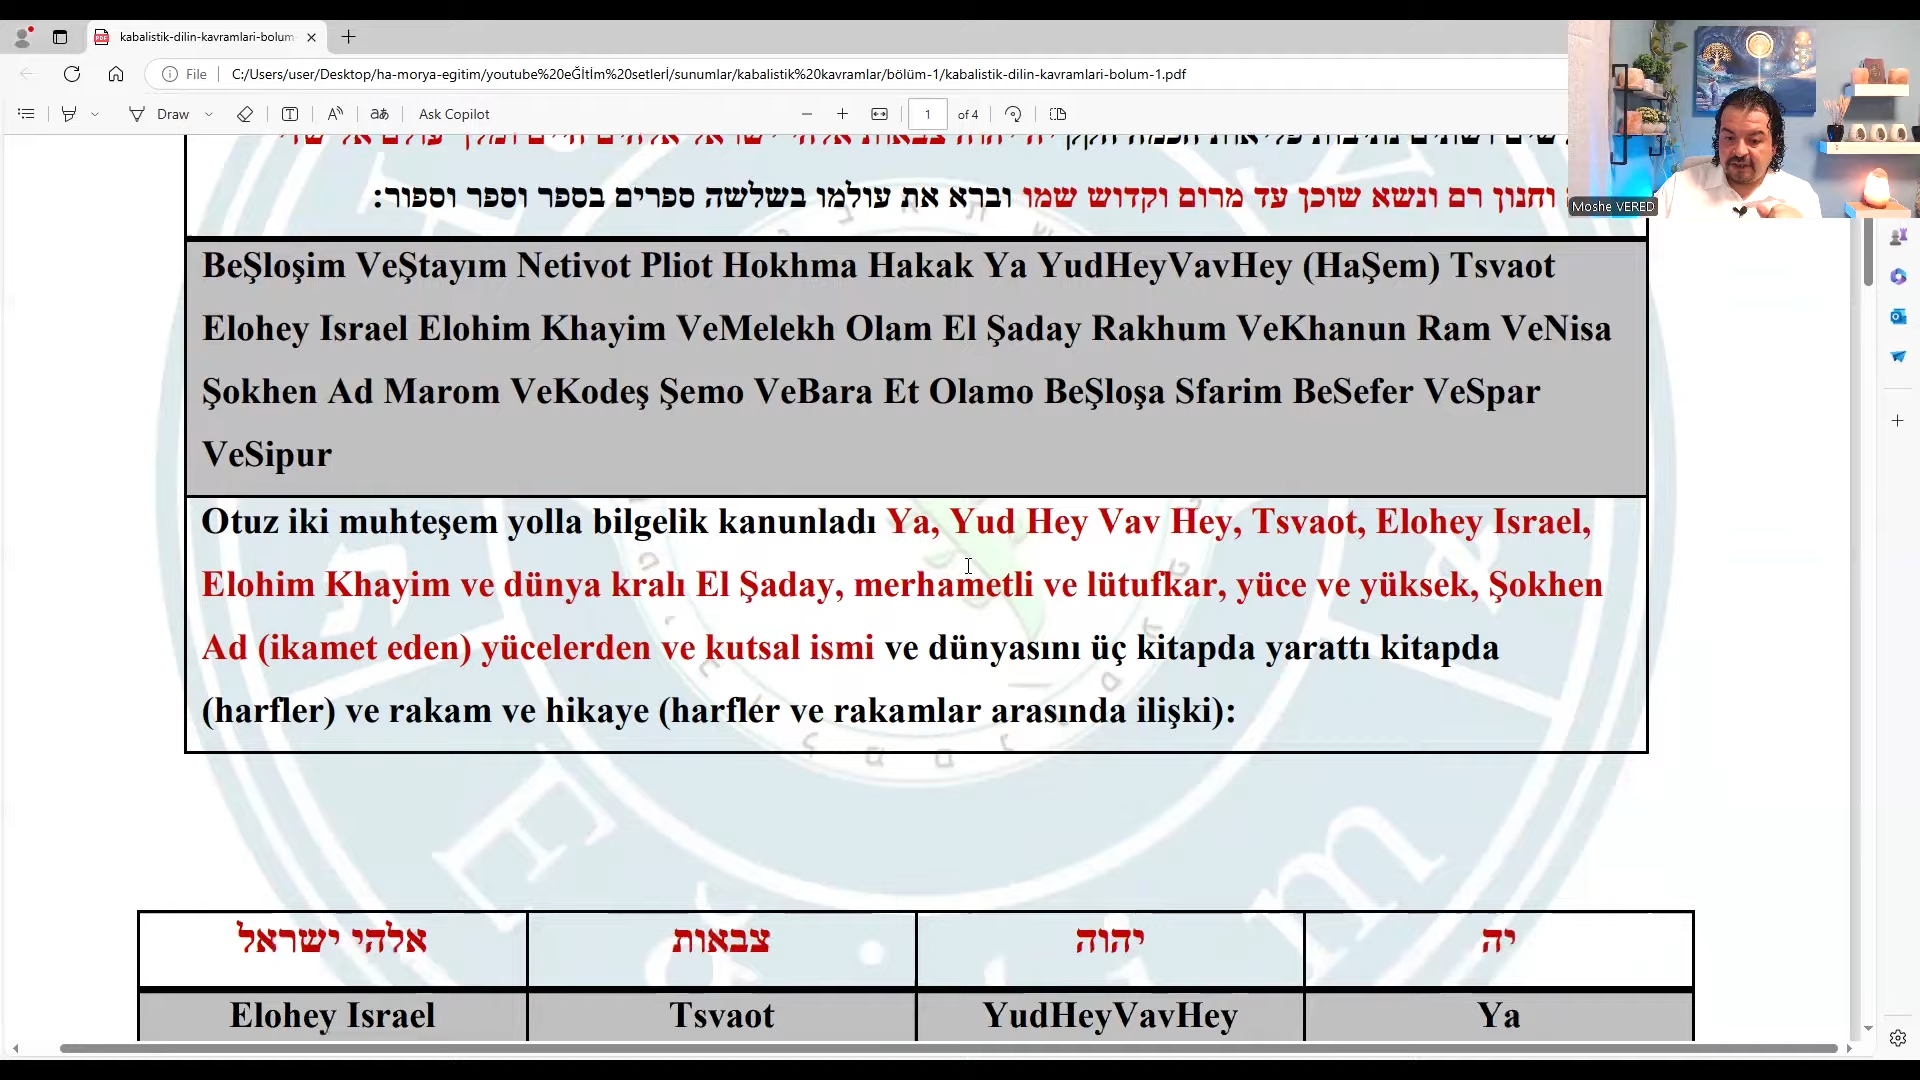 kabalistik-dilin-kavramlari-bolum-
File C:/Users/user/Desktop/ha-morya-egitim/youtube%20eĞİTİM%20setlerİ/sunumlar/kabalistik%20kavramlar/bölüm-1/kabalistik-dilin-kavramlari-bolum-1.pdf
Draw Ask Copilot 1 of 4
Moshe VERED
וחנון רם ונשא שוכן עד מרום וקדוש שמו וברא את עולמו בשלשה ספרים בספר וספר וספור:
BeŞloşim VeŞtayım Netivot Pliot Hokhma Hakak Ya YudHeyVavHey (HaŞem) Tsvaot
Elohey Israel Elohim Khayim VeMelekh Olam El Şaday Rakhum VeKhanun Ram VeNisa
Şokhen Ad Marom VeKodeş Şemo VeBara Et Olamo BeŞloşa Sfarim BeSefer VeSpar
VeSipur
Otuz iki muhteşem yolla bilgelik kanunladı Ya, Yud Hey Vav Hey, Tsvaot, Elohey Israel,
Elohim Khayim ve dünya kralı El Şaday, merhametli ve lütufkar, yüce ve yüksek, Şokhen
Ad (ikamet eden) yücelerden ve kutsal ismi ve dünyasını üç kitapda yarattı kitapda
(harfler) ve rakam ve hikaye (harfler ve rakamlar arasında ilişki):
אלהי ישראל צבאות יהוה יה
Elohey Israel Tsvaot YudHeyVavHey Ya